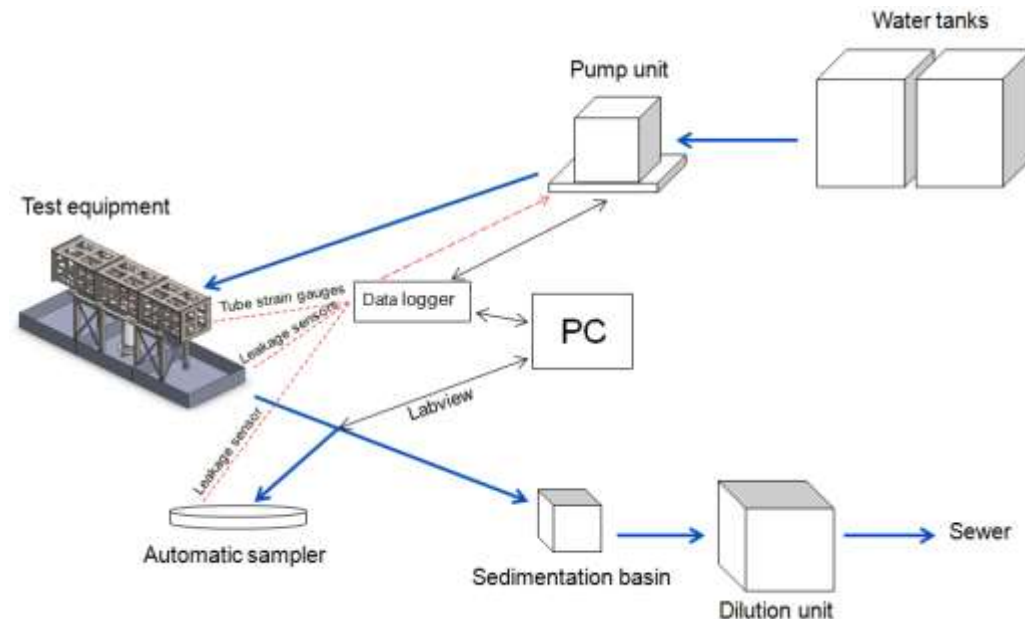 Water tanks
Pump unit
Test equipment
Tube strain gauges
Data logger
Leakage sensors
PC
Labview
Leakage sensor
Automatic sampler
Sedimentation basin
Dilution unit
Sewer